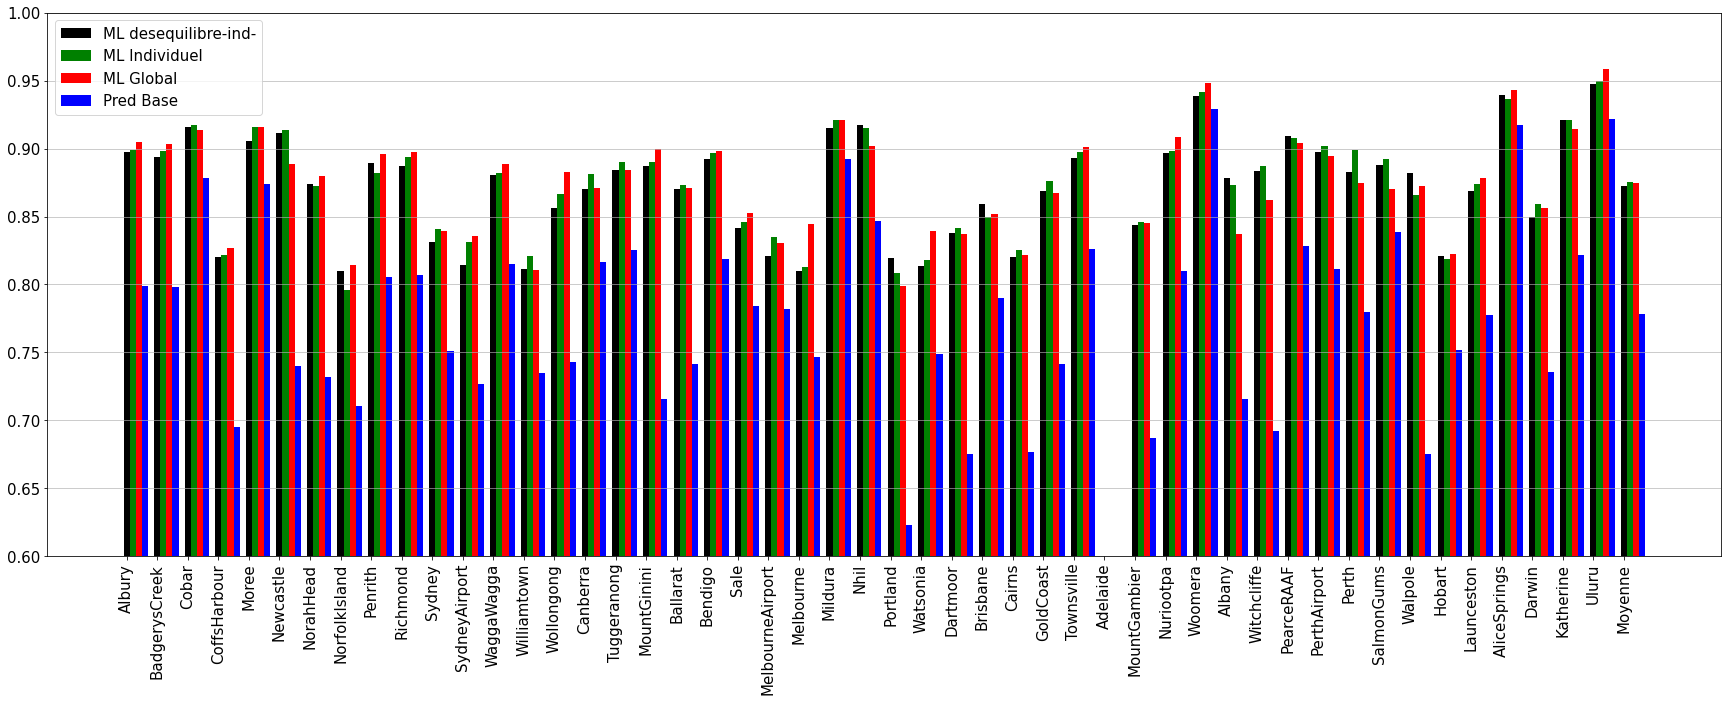 1.00
0.95
0.90
0.85
0.80
0.75
0.70
0.65
0.60
ML desequilibre-ind-
ML Individuel
ML Global
Pred Base
Albury
BadgerysCreek
Cobar
CoffsHarbour
Moree
Newcastle
NorahHead
NorfolkIsland
Penrith
Richmond
Sydney
SydneyAirport
WaggaWagga
Williamtown
Wollongong
Canberra
Tuggeranong
MountGinini
Ballarat
Bendigo
Sale
MelbourneAirport
Melbourne
Mildura
Nhil
Portland
Watsonia
Dartmoor
Brisbane
Cairns
GoldCoast
Townsville
Adelaide
MountGambier
Nuriootpa
Woomera
Albany
Witchcliffe
PearceRAAF
PerthAirport
Perth
SalmonGums
Walpole
Hobart
Launceston
AliceSprings
Darwin
Katherine
Uluru
Moyenne